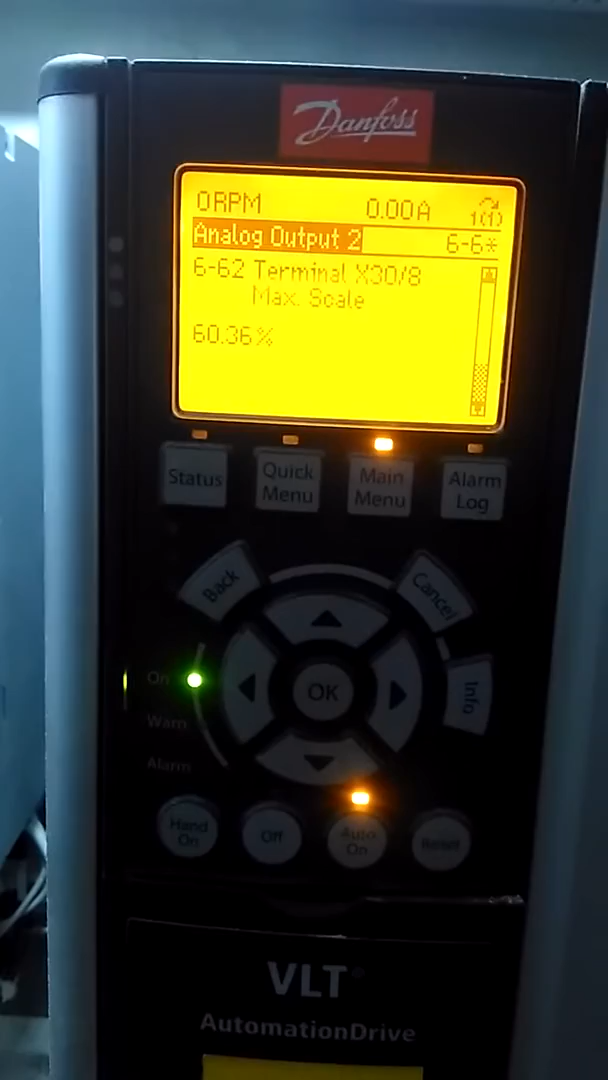 Danfoss
0RPM 0.00A 1(1)
Analog Output 2 6-6*
6-62 Terminal X30/8
Max. Scale
60.36%
Status
Quick Menu
Main Menu
Alarm Log
Back
Cancel
On
OK
Info
Warn
Alarm
Hand On
Off
Auto On
Reset
VLT®
AutomationDrive